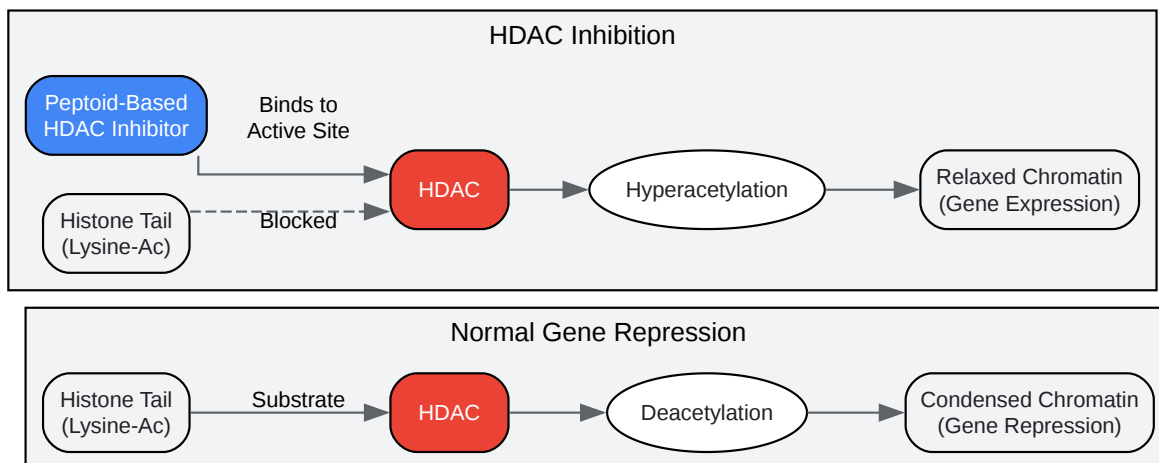 HDAC Inhibition
Peptoid-Based
HDAC Inhibitor
Binds to
Active Site
HDAC
Hyperacetylation
Relaxed Chromatin
(Gene Expression)
Histone Tail
(Lysine-Ac)
Blocked
Normal Gene Repression
Histone Tail
(Lysine-Ac)
Substrate
HDAC
Deacetylation
Condensed Chromatin
(Gene Repression)